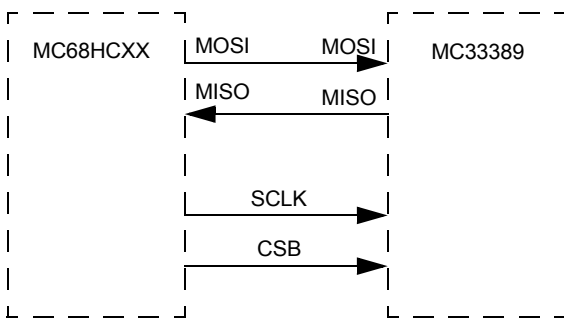 MC68HCXX MOSI MOSI MC33389
MISO MISO
SCLK
CSB